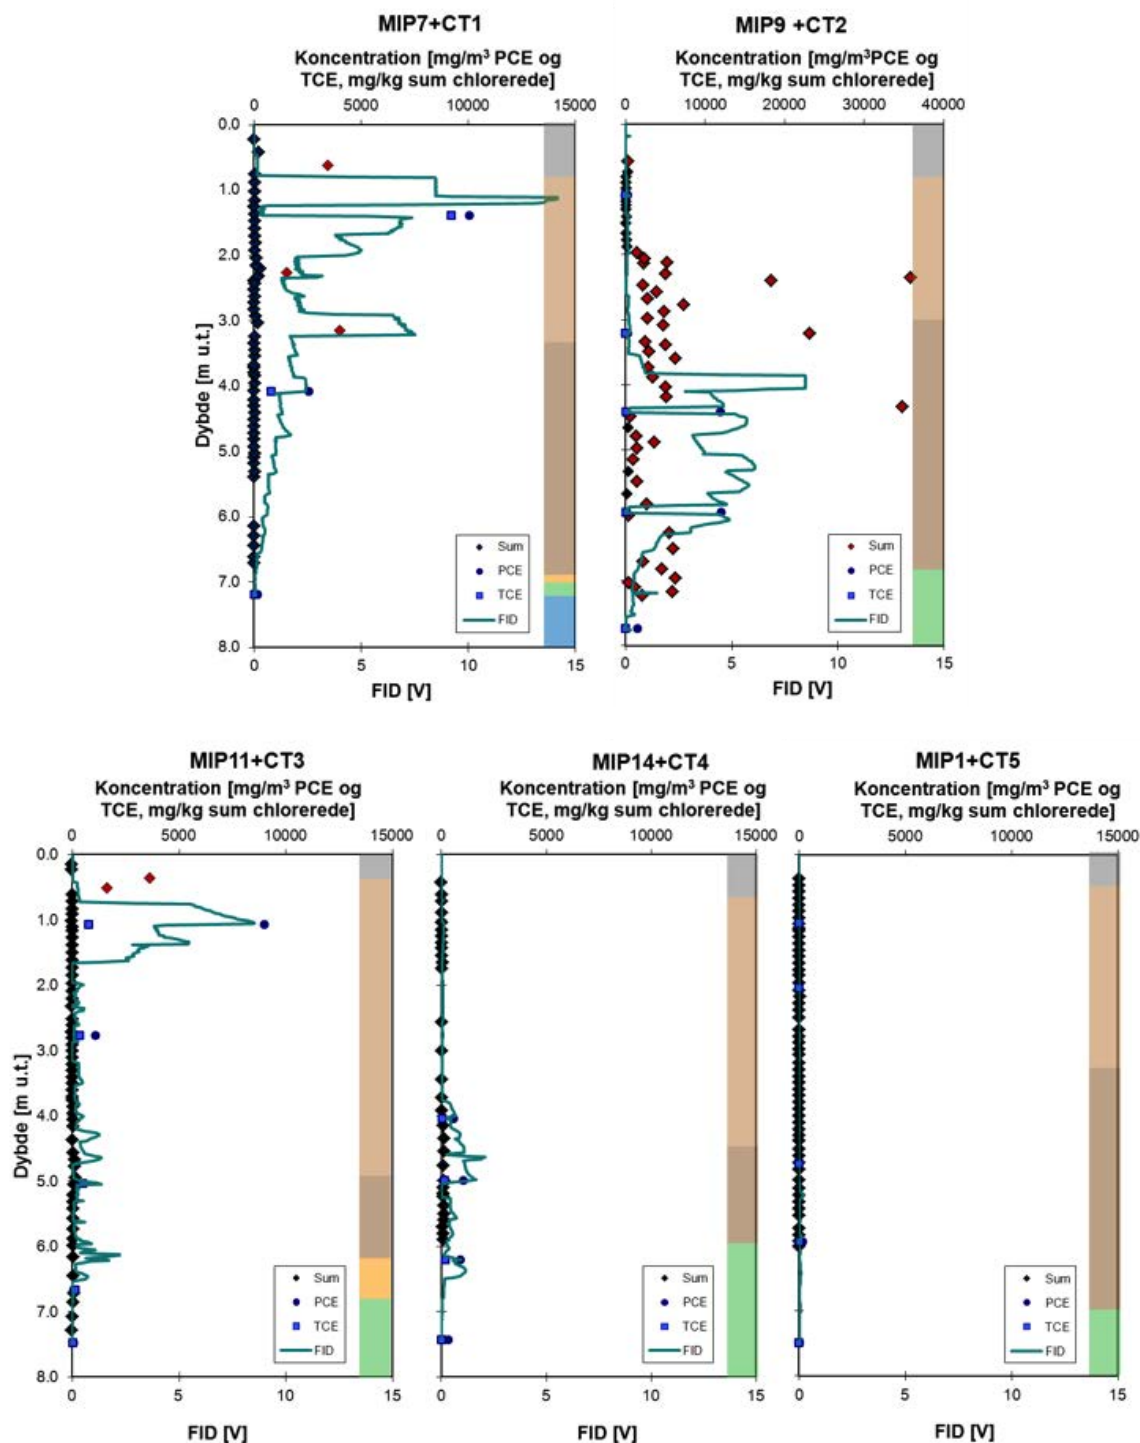 MIP7+CT1
Koncentration [mg/m³ PCE og
TCE, mg/kg sum chlorerede]
0 5000 10000 15000
0.0
1.0
2.0
3.0
4.0
5.0
6.0
7.0
8.0
Dybde [m u.t.]
Sum
PCE
TCE
FID
0 5 10 15
FID [V]
MIP9 +CT2
Koncentration [mg/m³PCE og
TCE, mg/kg sum chlorerede]
0 10000 20000 30000 40000
Sum
PCE
TCE
FID
0 5 10 15
FID [V]
MIP11+CT3
Koncentration [mg/m³ PCE og
TCE, mg/kg sum chlorerede]
0 5000 10000 15000
0.0
1.0
2.0
3.0
4.0
5.0
6.0
7.0
8.0
Dybde [m u.t.]
Sum
PCE
TCE
FID
0 5 10 15
FID [V]
MIP14+CT4
Koncentration [mg/m³ PCE og
TCE, mg/kg sum chlorerede]
0 5000 10000 15000
Sum
PCE
TCE
FID
0 5 10 15
FID [V]
MIP1+CT5
Koncentration [mg/m³ PCE og
TCE, mg/kg sum chlorerede]
0 5000 10000 15000
Sum
PCE
TCE
FID
0 5 10 15
FID [V]